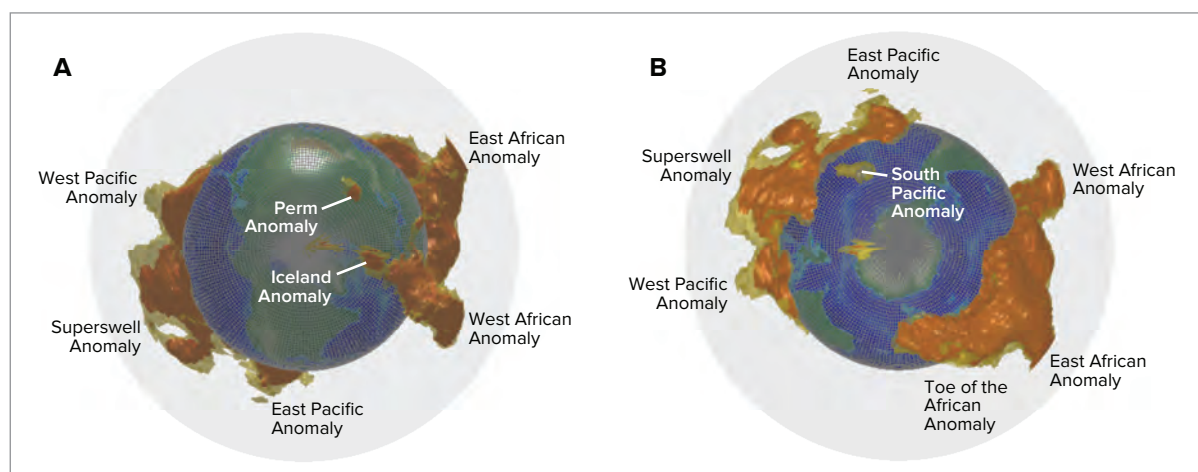 A
East African
Anomaly
West Pacific
Anomaly
Perm
Anomaly
Iceland
Anomaly
Superswell
Anomaly
West African
Anomaly
East Pacific
Anomaly
B
East Pacific
Anomaly
Superswell
Anomaly
South
Pacific
Anomaly
West African
Anomaly
West Pacific
Anomaly
East African
Anomaly
Toe of the
African
Anomaly